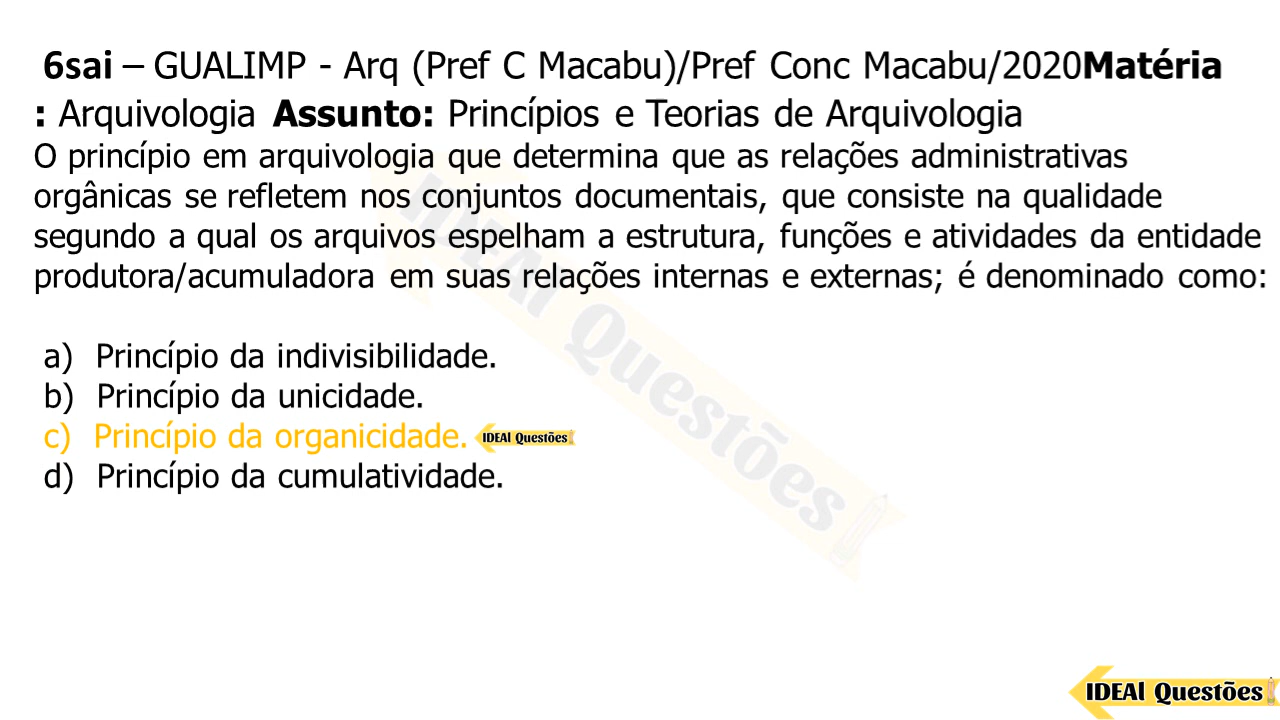 6sai – GUALIMP - Arq (Pref C Macabu)/Pref Conc Macabu/2020Matéria
: Arquivologia Assunto: Princípios e Teorias de Arquivologia
O princípio em arquivologia que determina que as relações administrativas
orgânicas se refletem nos conjuntos documentais, que consiste na qualidade
segundo a qual os arquivos espelham a estrutura, funções e atividades da entidade
produtora/acumuladora em suas relações internas e externas; é denominado como:
a) Princípio da indivisibilidade.
b) Princípio da unicidade.
c) Princípio da organicidade. IDEAl Questões
d) Princípio da cumulatividade.
IDEAl Questões
IDEAl Questões